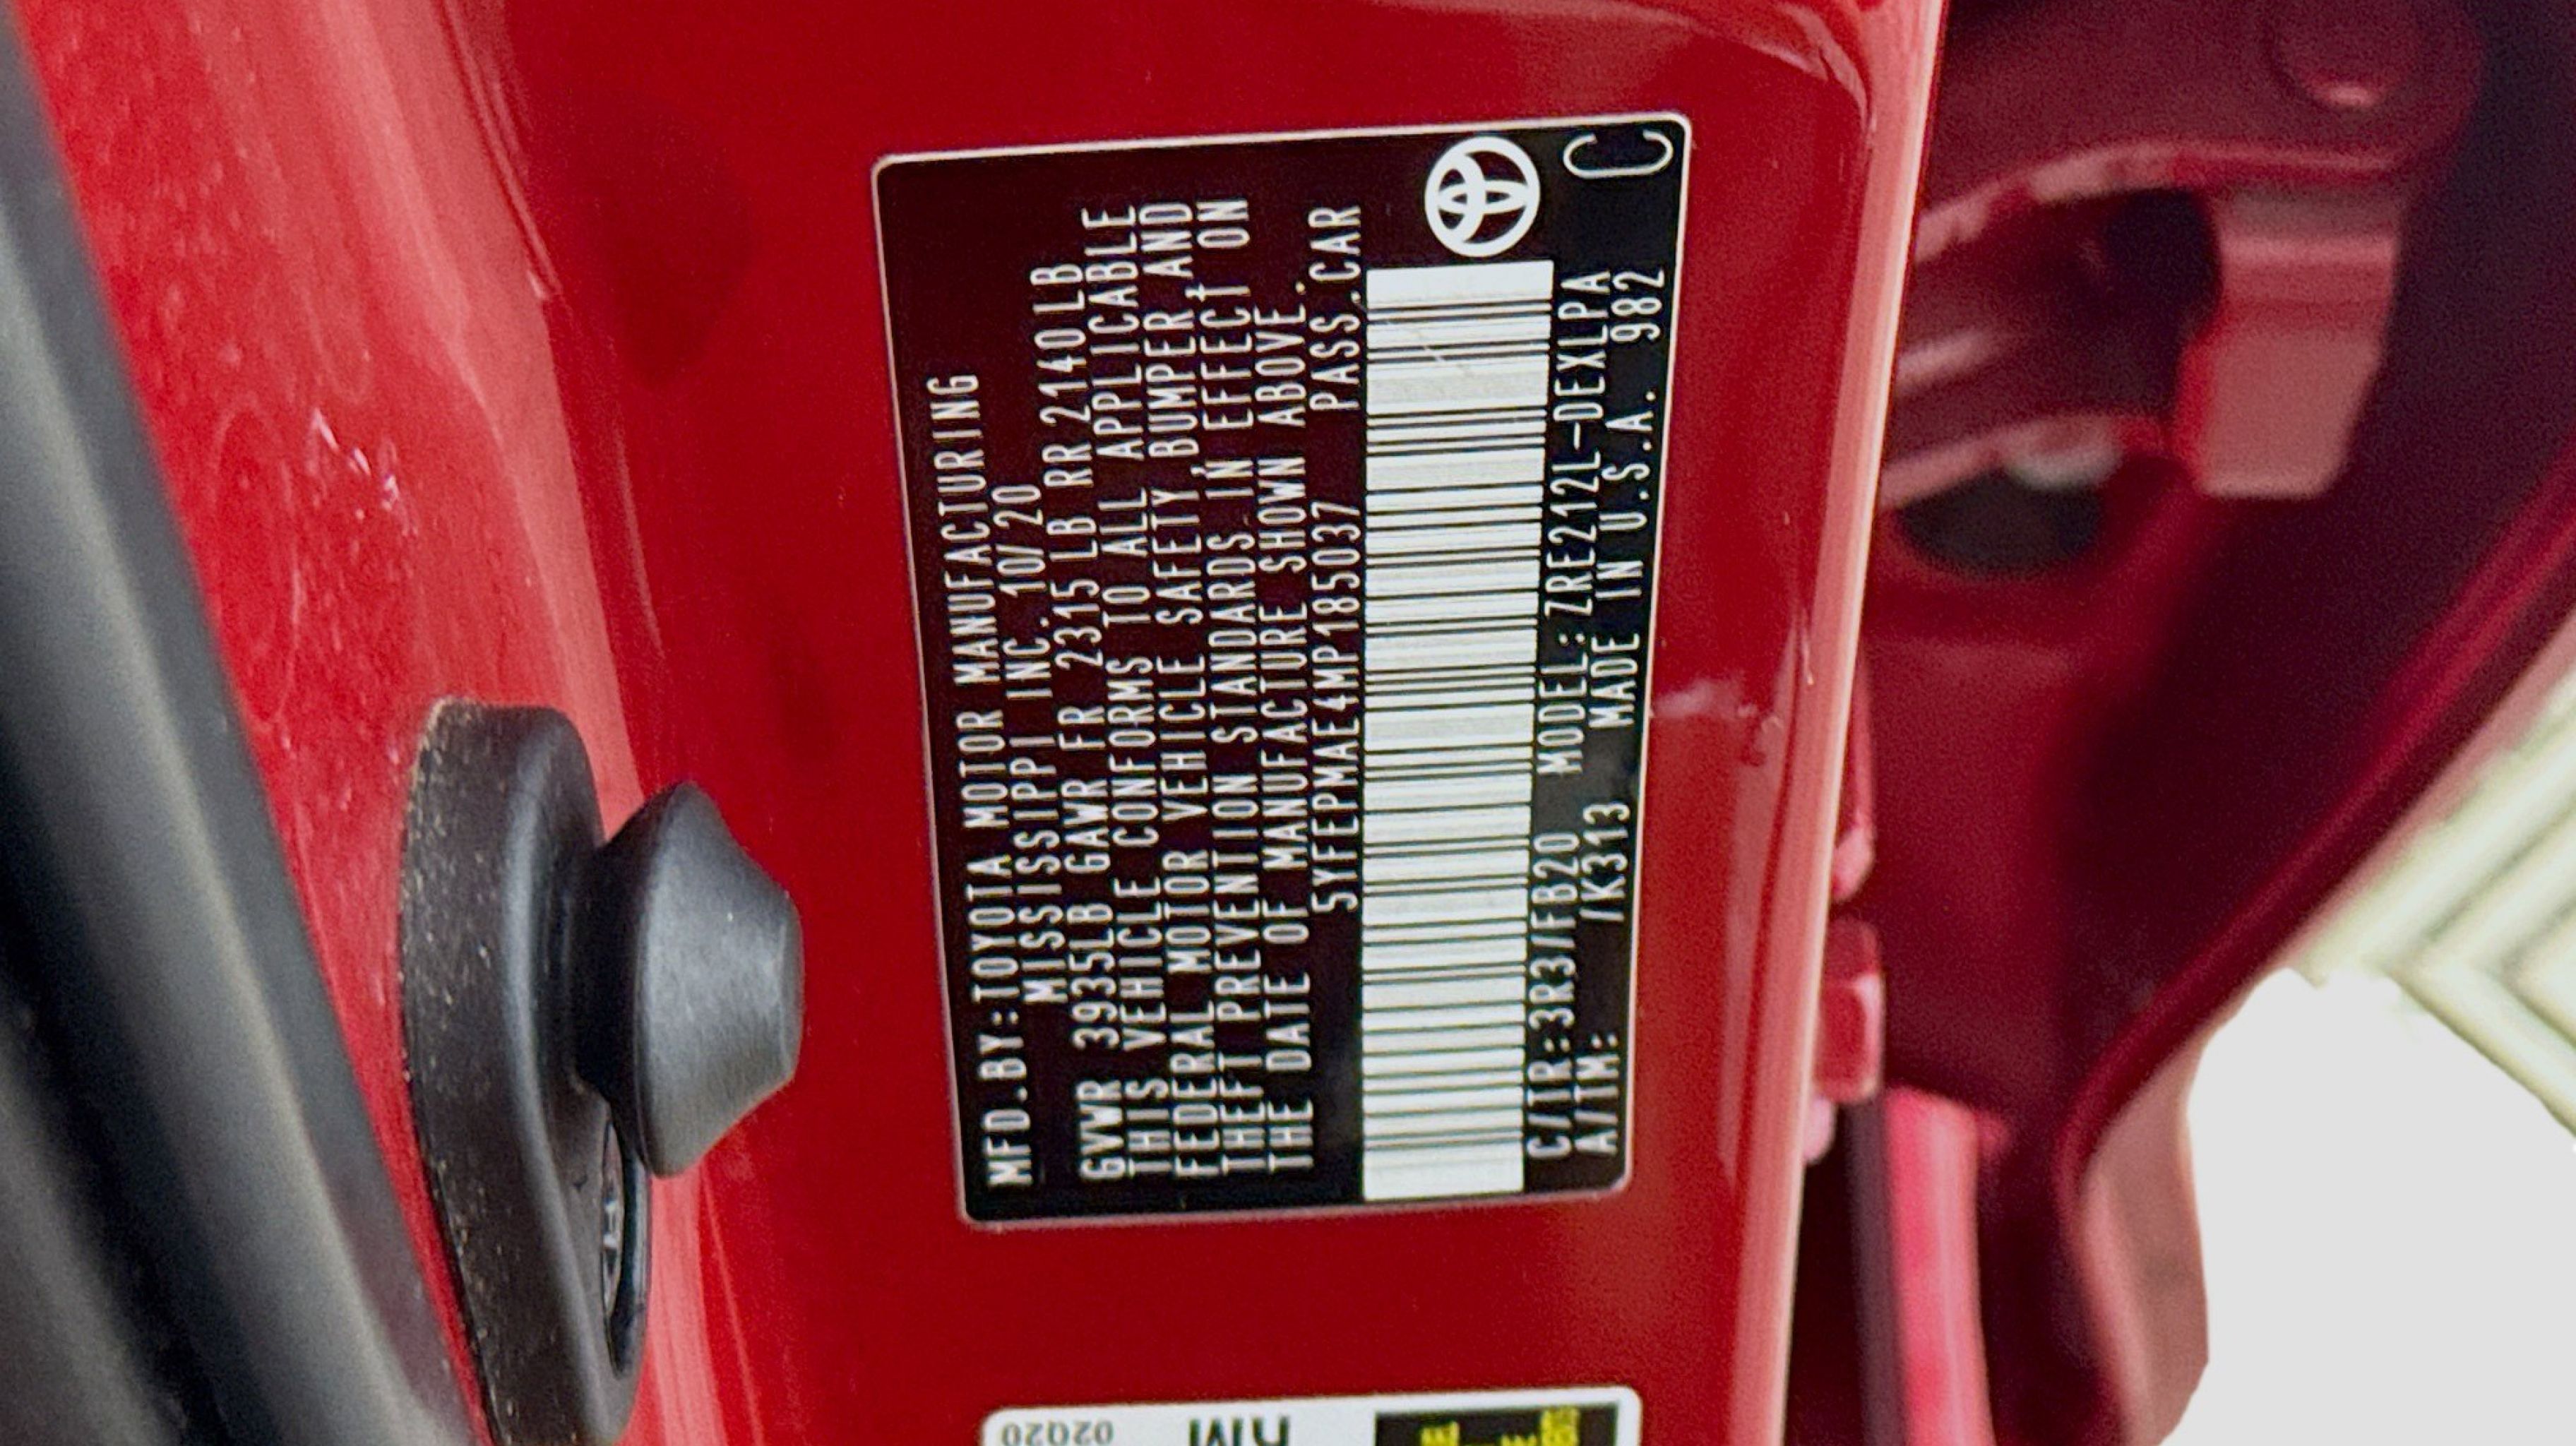 MFD.BY:TOYOTA MOTOR MANUFACTURING
MISSISSIPPI INC. 10/20
GVWR 3935LB GAWR FR 2315LB RR 2140LB
THIS VEHICLE CONFORMS TO ALL APPLICABLE
FEDERAL MOTOR VEHICLE SAFETY, BUMPER AND
THEFT PREVENTION STANDARDS IN EFFECT ON
THE DATE OF MANUFACTURE SHOWN ABOVE.
5YFEPMAE4MP185037 PASS.CAR
C/TR:3R3/FB20 MODEL:ZRE212L-DEXLPA
A/TM: /K313 MADE IN U.S.A. 982 C
02Q20